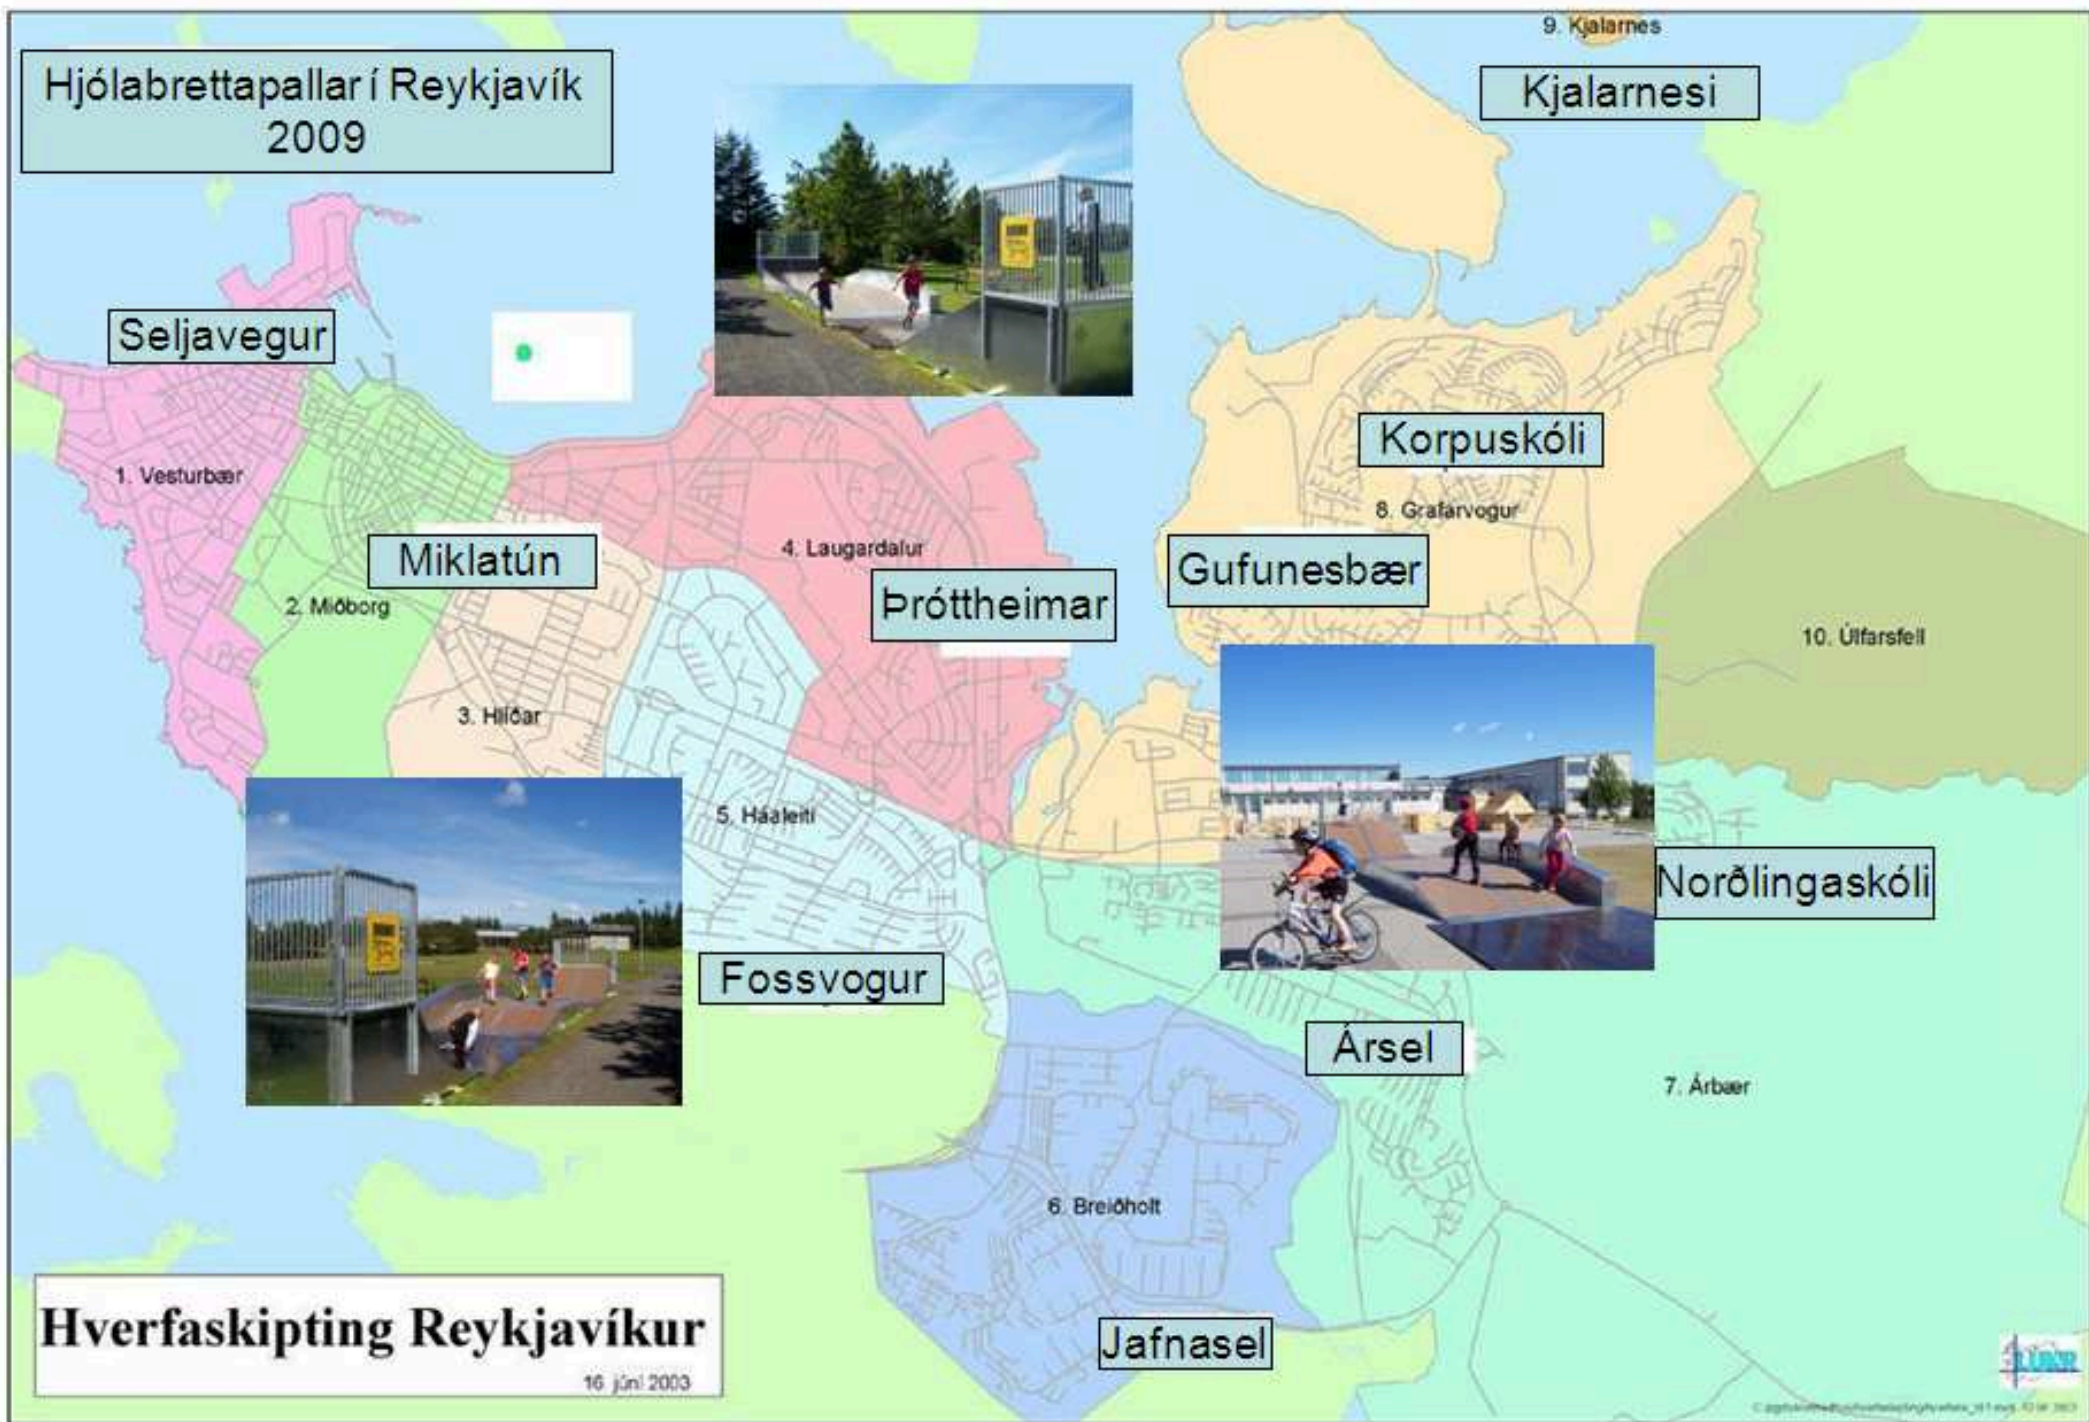 Hjólabrettapallar í Reykjavík
2009
9. Kjalarnes
Kjalarnesi
Seljavegur
Korpuskóli
1. Vesturbær
8. Grafarvogur
Miklatún
4. Laugardalur
Gufunesbær
Þróttheimar
2. Miðborg
10. Úlfarsfell
3. Hlíðar
5. Háaleiti
Norðlingaskóli
Fossvogur
Ársel
7. Árbær
6. Breiðholt
Hverfaskipting Reykjavíkur
16. júní 2003
Jafnasel